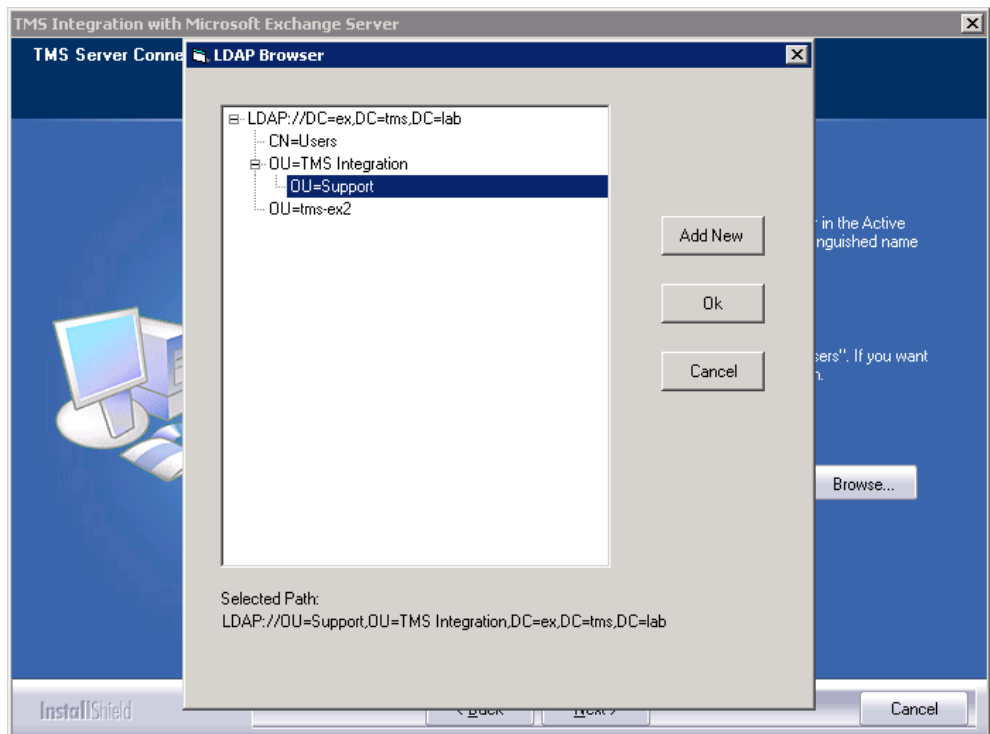 TMS Integration with Microsoft Exchange Server
TMS Server Conne
LDAP Browser
LDAP://DC=ex,DC=tms,DC=lab
CN=Users
OU=TMS Integration
OU=Support
OU=tms-ex2
Add New
Ok
Cancel
in the Active
nguished name
sers". If you want
n.
Browse...
Selected Path:
LDAP://OU=Support,OU=TMS Integration,DC=ex,DC=tms,DC=lab
InstallShield
< Back
Next >
Cancel